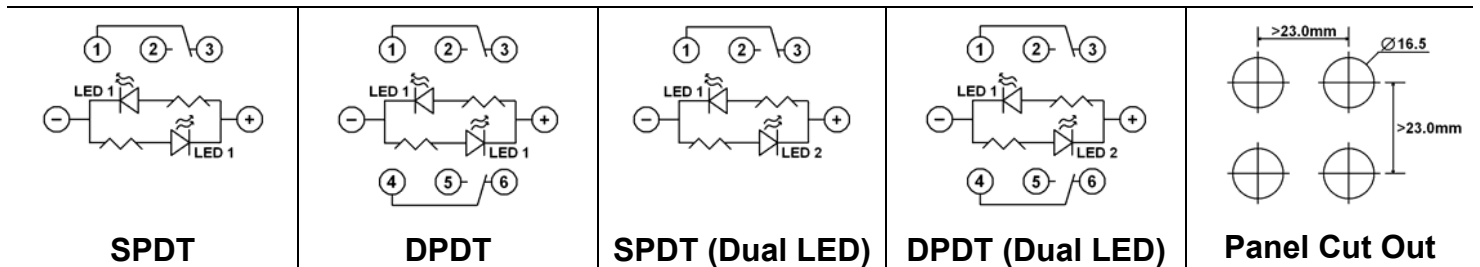 1 2 3
LED 1
− +
LED 1
SPDT
1 2 3
LED 1
− +
LED 1
4 5 6
DPDT
1 2 3
LED 1
− +
LED 2
SPDT (Dual LED)
1 2 3
LED 1
− +
LED 2
4 5 6
DPDT (Dual LED)
>23.0mm
Ø16.5
>23.0mm
Panel Cut Out